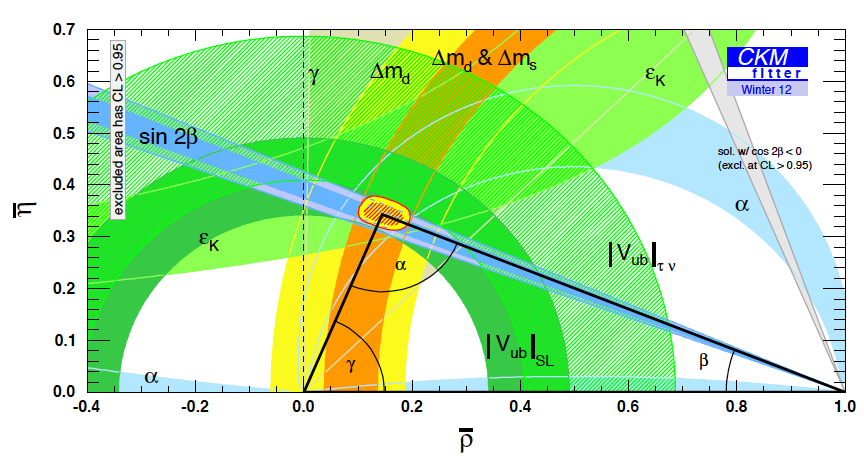 0.7
0.6
0.5
0.4
0.3
0.2
0.1
0.0
η̅
excluded area has CL > 0.95
γ
Δm_d
Δm_d & Δm_s
ε_K
CKM
fitter
Winter 12
sin 2β
sol. w/ cos 2β < 0
(excl. at CL > 0.95)
α
ε_K
α
|V_ub|_τν
|V_ub|_SL
β
γ
α
-0.4
-0.2
0.0
0.2
0.4
0.6
0.8
1.0
ρ̅